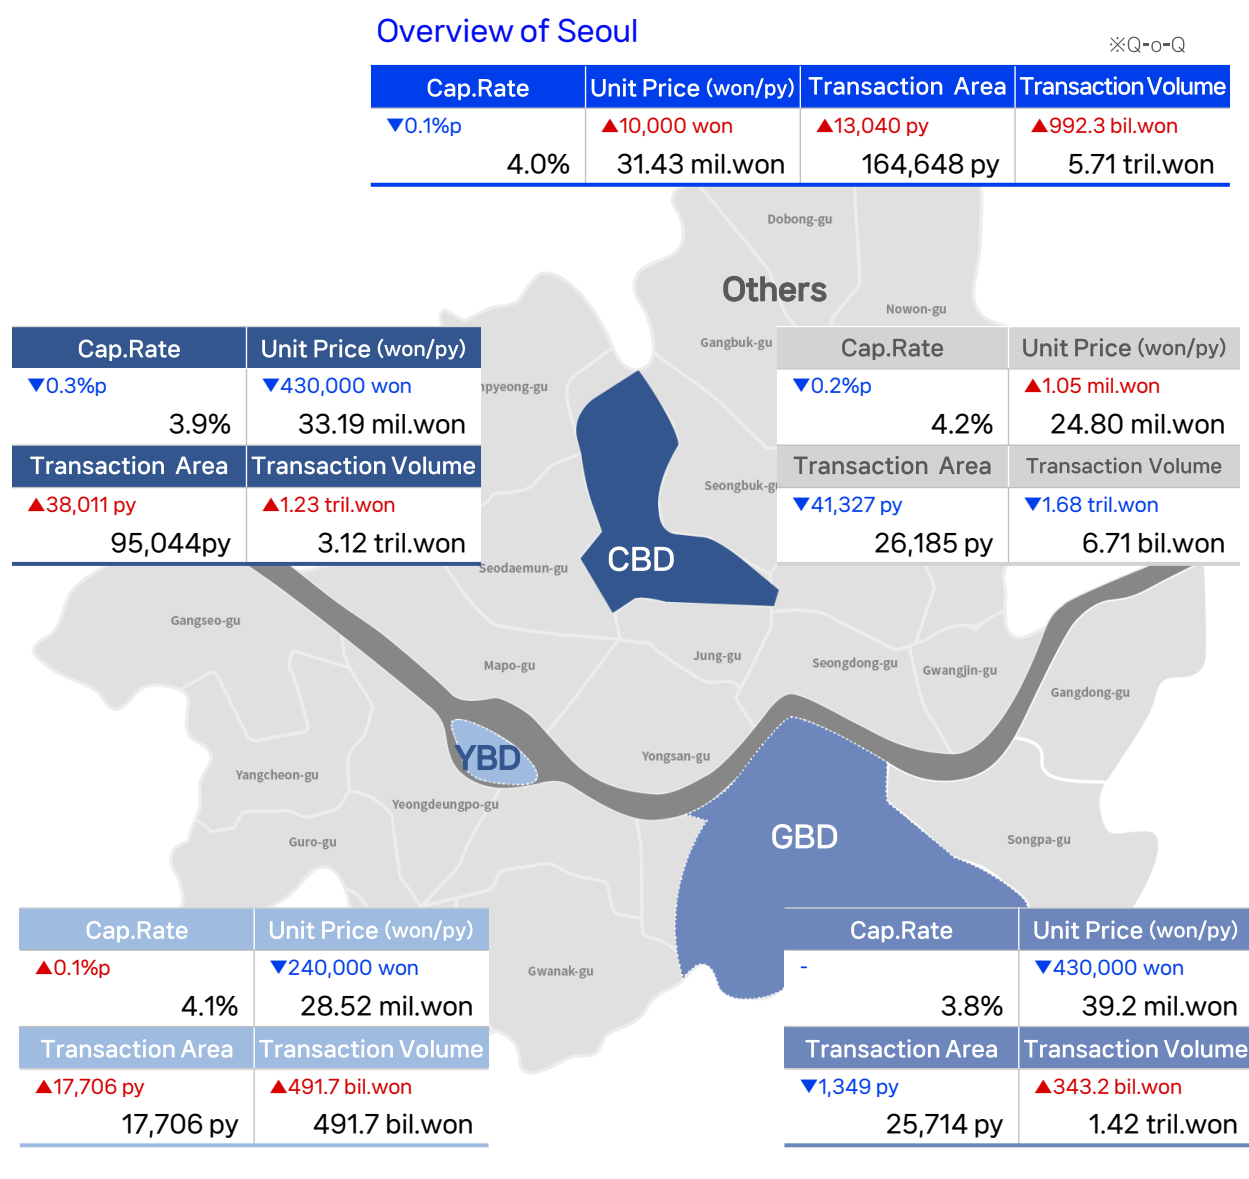 Overview of Seoul
※Q-o-Q
Cap.Rate Unit Price (won/py) Transaction Area Transaction Volume
▼0.1%p ▲10,000 won ▲13,040 py ▲992.3 bil.won
4.0% 31.43 mil.won 164,648 py 5.71 tril.won
Dobong-gu
Others
Nowon-gu
Gangbuk-gu
Cap.Rate Unit Price (won/py)
▼0.3%p ▼430,000 won
3.9% 33.19 mil.won
Transaction Area Transaction Volume
▲38,011 py ▲1.23 tril.won
95,044py 3.12 tril.won
npyeong-gu
Cap.Rate Unit Price (won/py)
▼0.2%p ▲1.05 mil.won
4.2% 24.80 mil.won
Transaction Area Transaction Volume
▼41,327 py ▼1.68 tril.won
26,185 py 6.71 bil.won
Seongbuk-gu
CBD
Seodaemun-gu
Gangseo-gu
Mapo-gu
Jung-gu
Seongdong-gu
Gwangjin-gu
Gangdong-gu
YBD
Yongsan-gu
Yangcheon-gu
Yeongdeungpo-gu
Guro-gu
GBD
Songpa-gu
Cap.Rate Unit Price (won/py)
▲0.1%p ▼240,000 won
4.1% 28.52 mil.won
Transaction Area Transaction Volume
▲17,706 py ▲491.7 bil.won
17,706 py 491.7 bil.won
Gwanak-gu
Cap.Rate Unit Price (won/py)
- ▼430,000 won
3.8% 39.2 mil.won
Transaction Area Transaction Volume
▼1,349 py ▲343.2 bil.won
25,714 py 1.42 tril.won